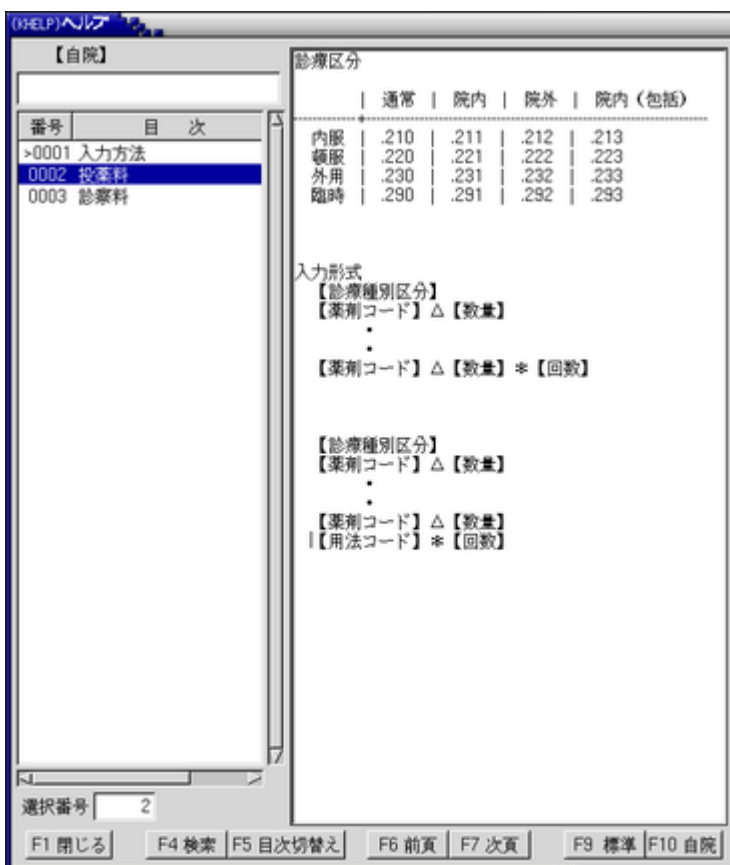 (XHELP)ヘルプ
【自院】
番号 目 次
>0001 入力方法
0002 投薬料
0003 診察料
選択番号 2
診療区分
| 通常 | 院内 | 院外 | 院内（包括）
内服 | .210 | .211 | .212 | .213
頓服 | .220 | .221 | .222 | .223
外用 | .230 | .231 | .232 | .233
臨時 | .290 | .291 | .292 | .293
入力形式
【診療種別区分】
【薬剤コード】△【数量】
・
・
【薬剤コード】△【数量】＊【回数】
【診療種別区分】
【薬剤コード】△【数量】
・
・
【薬剤コード】△【数量】
【用法コード】＊【回数】
F1 閉じる F4 検索 F5 目次切替え F6 前頁 F7 次頁 F9 標準 F10 自院